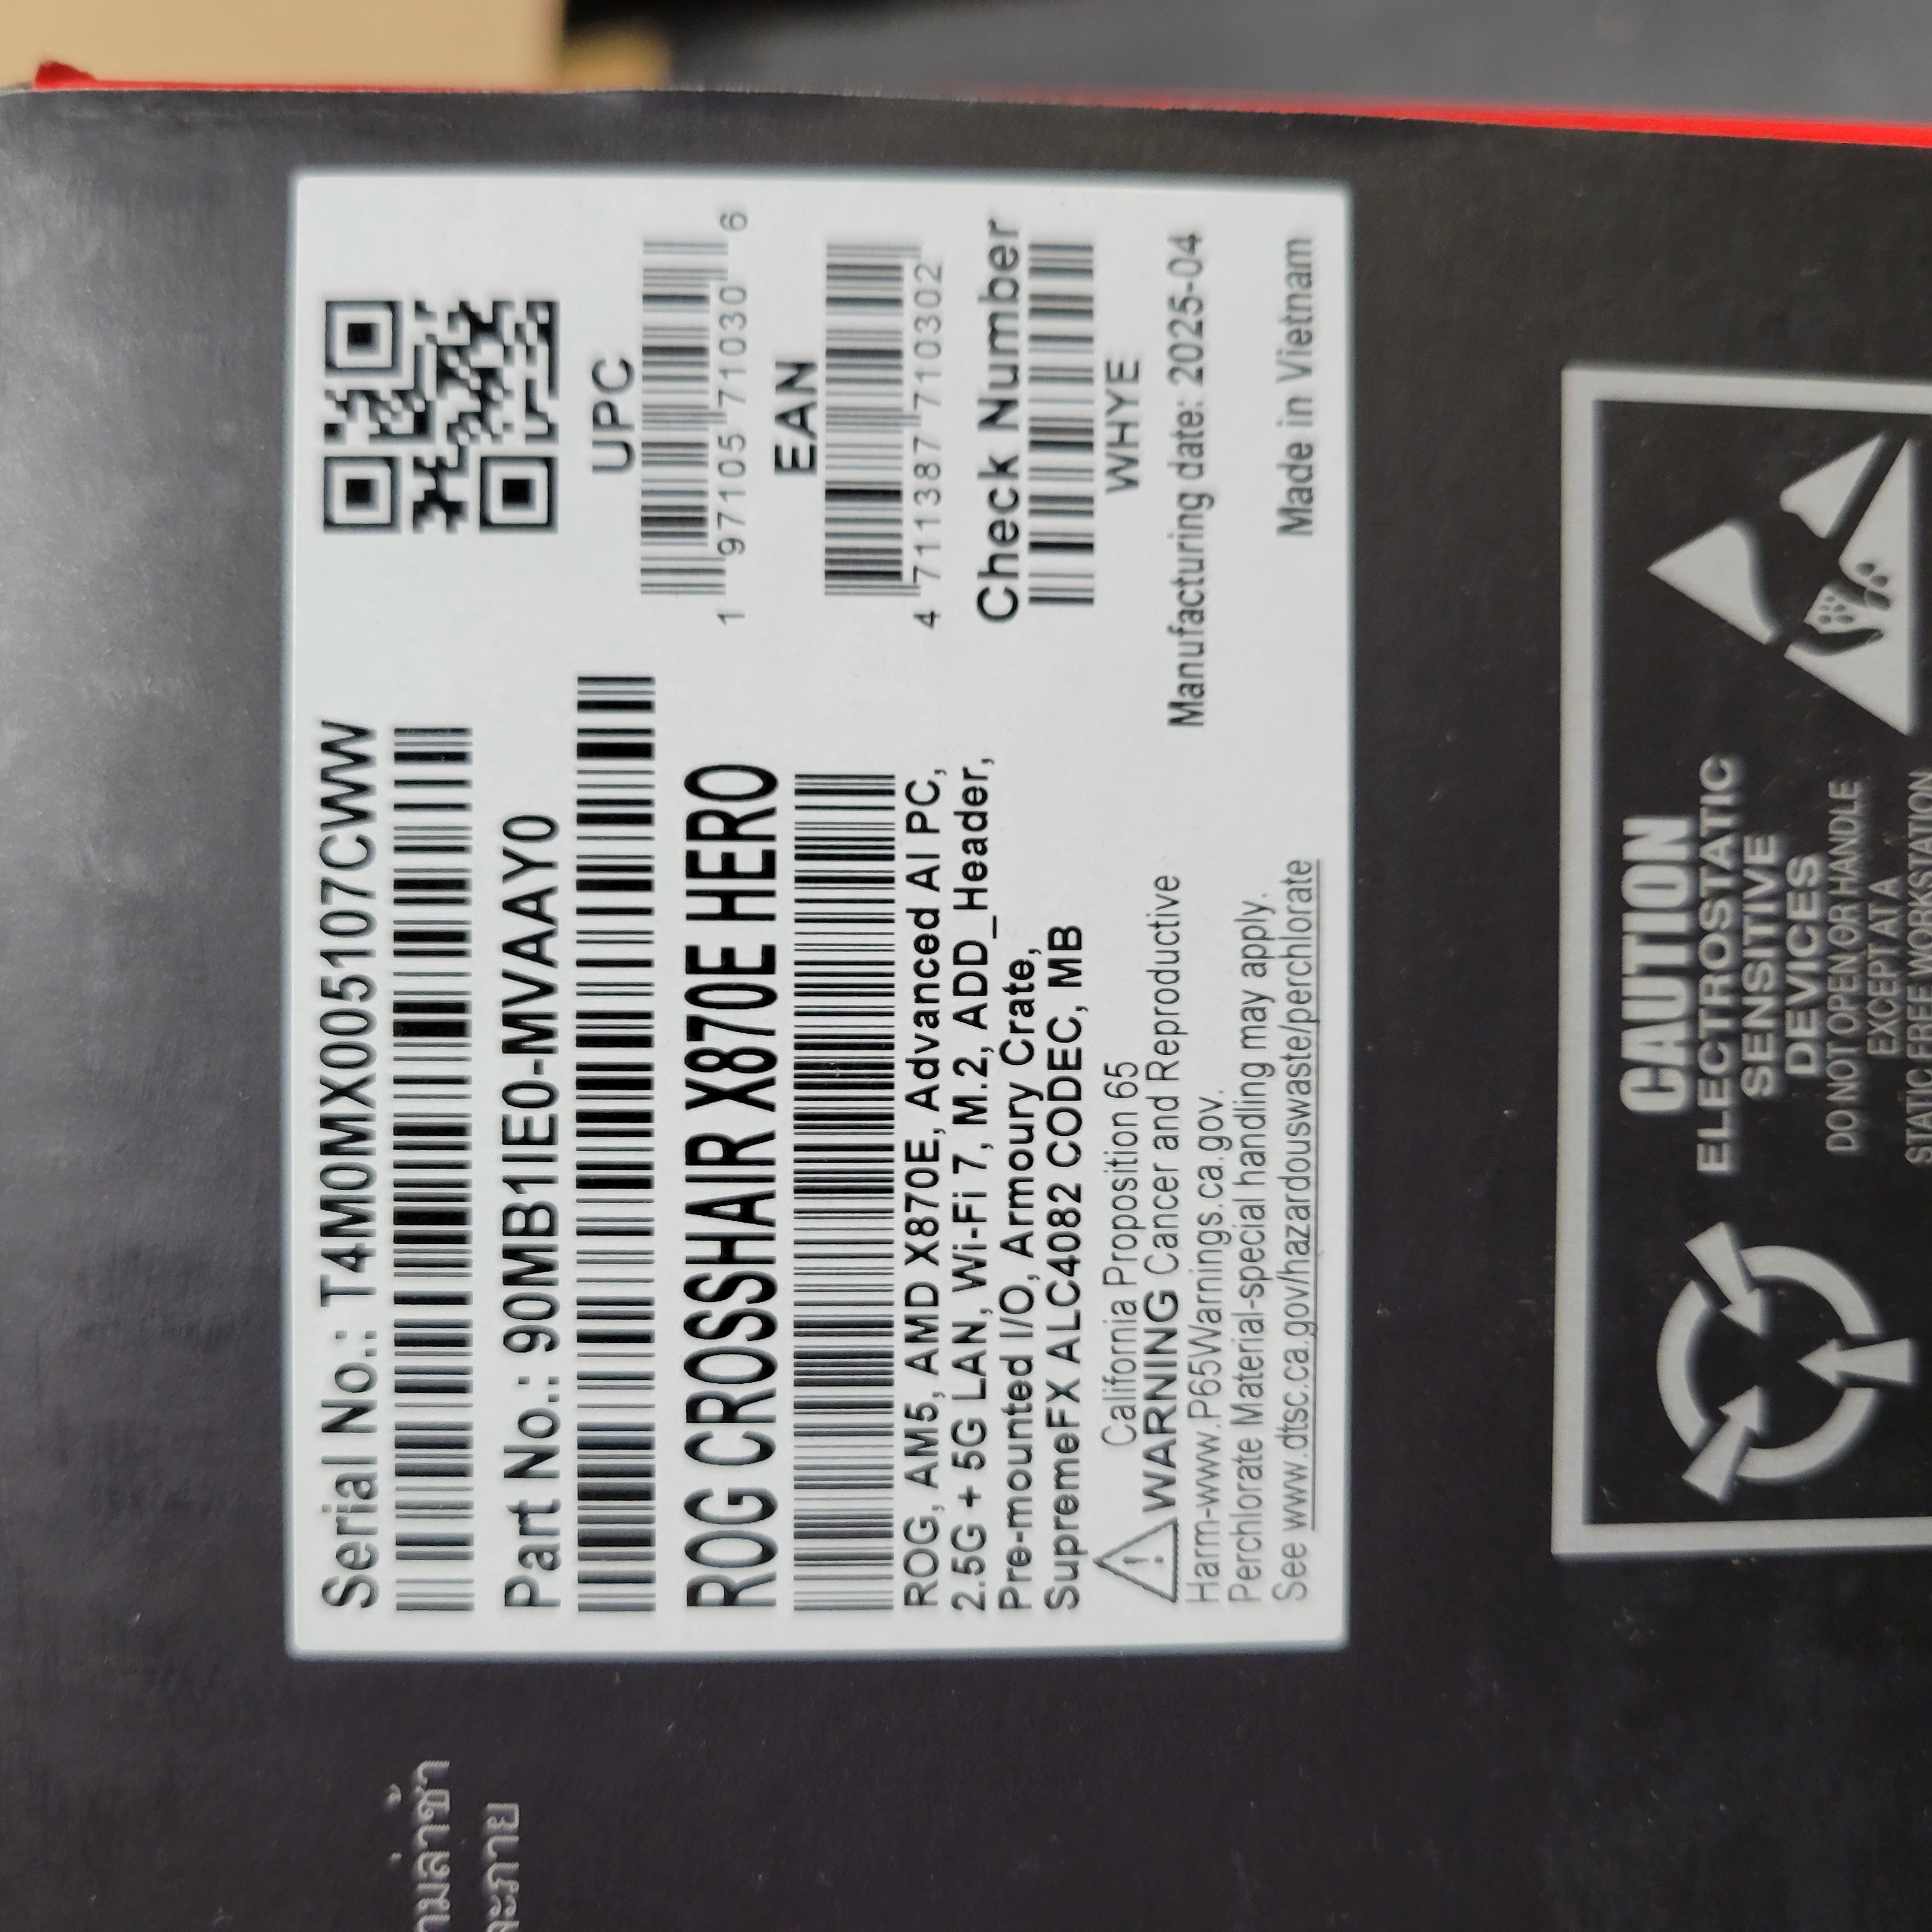 Serial No.: T4M0MX005107CWW
Part No.: 90MB1IE0-MVAAY0
ROG CROSSHAIR X870E HERO
ROG, AM5, AMD X870E, Advanced AI PC,
2.5G + 5G LAN, Wi-Fi 7, M.2, ADD_Header,
Pre-mounted I/O, Armoury Crate,
SupremeFX ALC4082 CODEC, MB
California Proposition 65
WARNING Cancer and Reproductive
Harm-www.P65Warnings.ca.gov.
Perchlorate Material-special handling may apply.
See www.dtsc.ca.gov/hazardouswaste/perchlorate
UPC
1 97105 71030 6
EAN
4 711387 710302
Check Number
WHYE
Manufacturing date: 2025-04
Made in Vietnam
CAUTION
ELECTROSTATIC
SENSITIVE
DEVICES
DO NOT OPEN OR HANDLE
EXCEPT AT A
STATIC FREE WORKSTATION